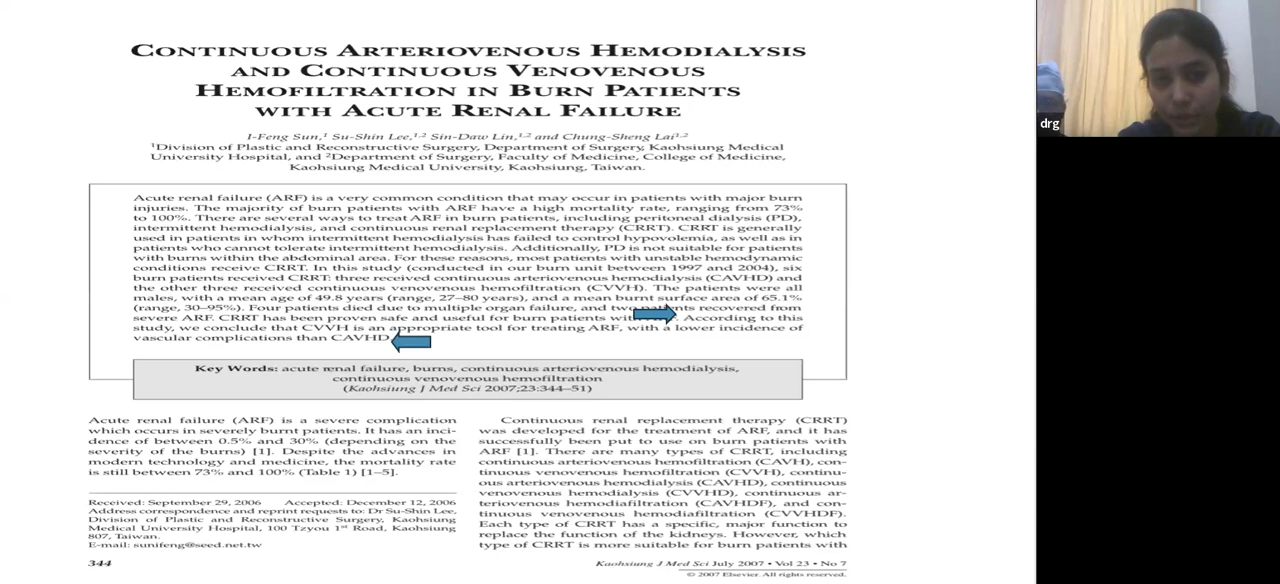 CONTINUOUS ARTERIOVENOUS HEMODIALYSIS
AND CONTINUOUS VENOVENOUS
HEMOFILTRATION IN BURN PATIENTS
WITH ACUTE RENAL FAILURE
I-Feng Sun,1 Su-Shin Lee,1,2 Sin-Daw Lin,1,2 and Chung-Sheng Lai1,2
1Division of Plastic and Reconstructive Surgery, Department of Surgery, Kaohsiung Medical
University Hospital, and 2Department of Surgery, Faculty of Medicine, College of Medicine,
Kaohsiung Medical University, Kaohsiung, Taiwan.
Acute renal failure (ARF) is a very common condition that may occur in patients with major burn
injuries. The majority of burn patients with ARF have a high mortality rate, ranging from 73%
to 100%. There are several ways to treat ARF in burn patients, including peritoneal dialysis (PD),
intermittent hemodialysis, and continuous renal replacement therapy (CRRT). CRRT is generally
used in patients in whom intermittent hemodialysis has failed to control hypovolemia, as well as in
patients who cannot tolerate intermittent hemodialysis. Additionally, PD is not suitable for patients
with burns within the abdominal area. For these reasons, most patients with unstable hemodynamic
conditions receive CRRT. In this study (conducted in our burn unit between 1997 and 2004), six
burn patients received CRRT: three received continuous arteriovenous hemodialysis (CAVHD) and
the other three received continuous venovenous hemofiltration (CVVH). The patients were all
males, with a mean age of 49.8 years (range, 27–80 years), and a mean burnt surface area of 65.1%
(range, 30–95%). Four patients died due to multiple organ failure, and two patients recovered from
severe ARF. CRRT has been proven safe and useful for burn patients with According to this
study, we conclude that CVVH is an appropriate tool for treating ARF, with a lower incidence of
vascular complications than CAVHD
Key Words: acute renal failure, burns, continuous arteriovenous hemodialysis,
continuous venovenous hemofiltration
(Kaohsiung J Med Sci 2007;23:344–51)
Acute renal failure (ARF) is a severe complication
which occurs in severely burnt patients. It has an inci-
dence of between 0.5% and 30% (depending on the
severity of the burns) [1]. Despite the advances in
modern technology and medicine, the mortality rate
is still between 73% and 100% (Table 1) [1–5].
Received: September 29, 2006 Accepted: December 12, 2006
Address correspondence and reprint requests to: Dr Su-Shin Lee,
Division of Plastic and Reconstructive Surgery, Kaohsiung
Medical University Hospital, 100 Tzyou 1st Road, Kaohsiung
807, Taiwan.
E-mail: sunifeng@seed.net.tw
Continuous renal replacement therapy (CRRT)
was developed for the treatment of ARF, and it has
successfully been put to use on burn patients with
ARF [1]. There are many types of CRRT, including
continuous arteriovenous hemofiltration (CAVH), con-
tinuous venovenous hemofiltration (CVVH), continu-
ous arteriovenous hemodialysis (CAVHD), continuous
venovenous hemodialysis (CVVHD), continuous ar-
teriovenous hemodiafiltration (CAVHDF), and con-
tinuous venovenous hemodiafiltration (CVVHDF).
Each type of CRRT has a specific, major function to
replace the function of the kidneys. However, which
type of CRRT is more suitable for burn patients with
344
Kaohsiung J Med Sci July 2007 • Vol 23 • No 7
© 2007 Elsevier. All rights reserved.
drg